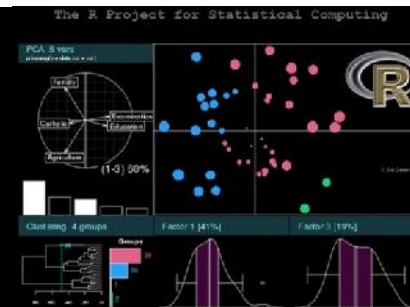 The R Project for Statistical Computing
PCA 5 vars
Fertility
Catholic
Examination
Education
Agriculture
(1-3) 60%
R
Clustering 4 groups
Factor 1 [41%]
Factor 3 [19%]
Groups